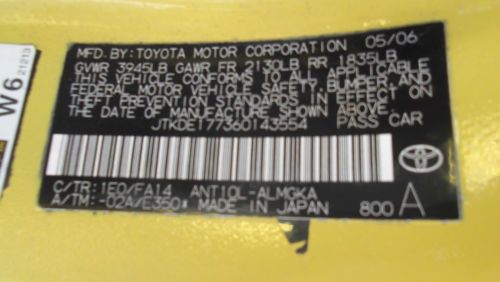 MFD. BY: TOYOTA MOTOR CORPORATION 05/06
GVWR 3945LB GAWR FR 2130LB RR 1835LB
THIS VEHICLE CONFORMS TO ALL APPLICABLE
FEDERAL MOTOR VEHICLE SAFETY, BUMPER, AND
THEFT PREVENTION STANDARDS IN EFFECT ON
THE DATE OF MANUFACTURE SHOWN ABOVE.
JTKDE177360143554 PASS CAR
C/TR: 1E0/FA14 ANT10L-ALMGKA
A/TM: -02A/E350* MADE IN JAPAN 800 A
W6
21213